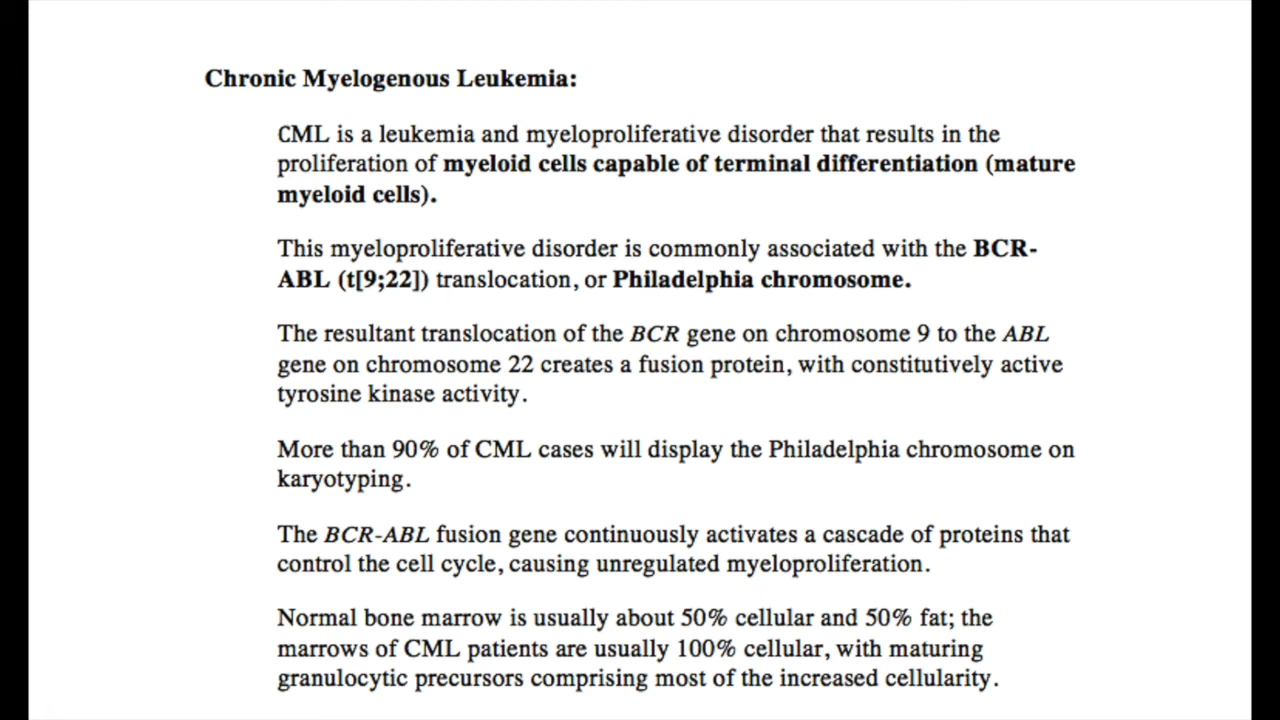 Chronic Myelogenous Leukemia:
CML is a leukemia and myeloproliferative disorder that results in the
proliferation of myeloid cells capable of terminal differentiation (mature
myeloid cells).
This myeloproliferative disorder is commonly associated with the BCR-
ABL (t[9;22]) translocation, or Philadelphia chromosome.
The resultant translocation of the BCR gene on chromosome 9 to the ABL
gene on chromosome 22 creates a fusion protein, with constitutively active
tyrosine kinase activity.
More than 90% of CML cases will display the Philadelphia chromosome on
karyotyping.
The BCR-ABL fusion gene continuously activates a cascade of proteins that
control the cell cycle, causing unregulated myeloproliferation.
Normal bone marrow is usually about 50% cellular and 50% fat; the
marrows of CML patients are usually 100% cellular, with maturing
granulocytic precursors comprising most of the increased cellularity.